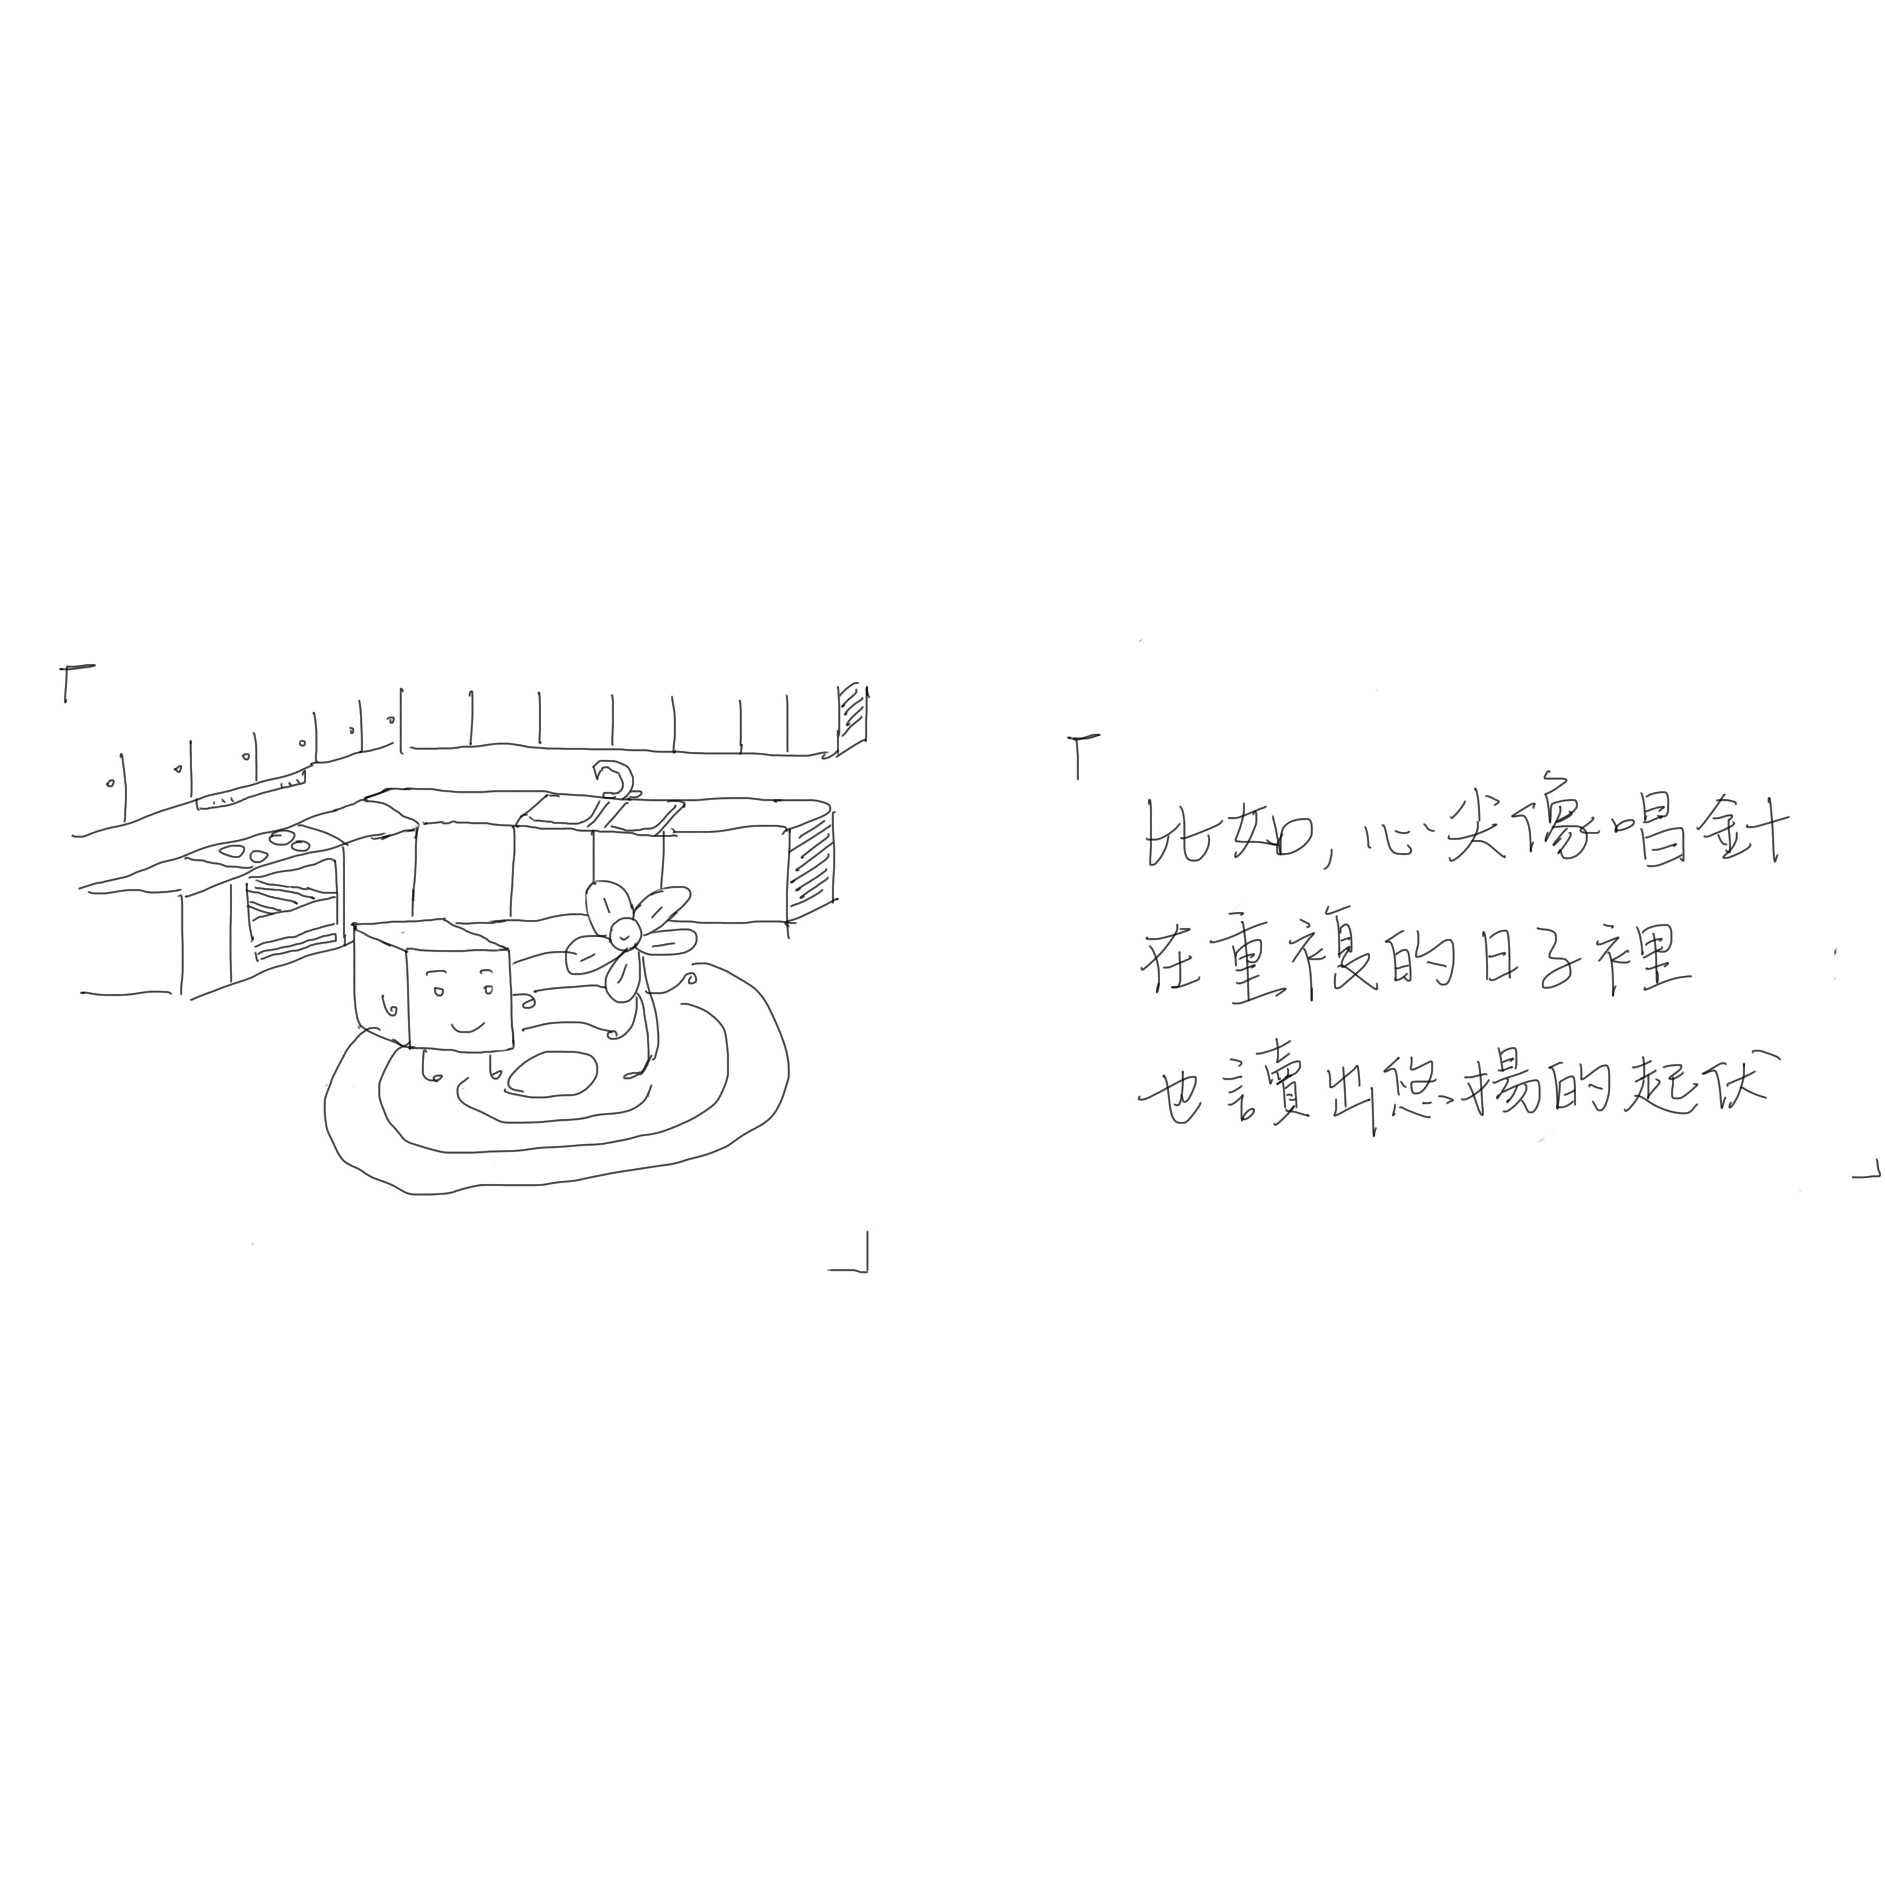 「
比如,心尖像唱針
在重複的日子裡
也讀出悠揚的起伏
」